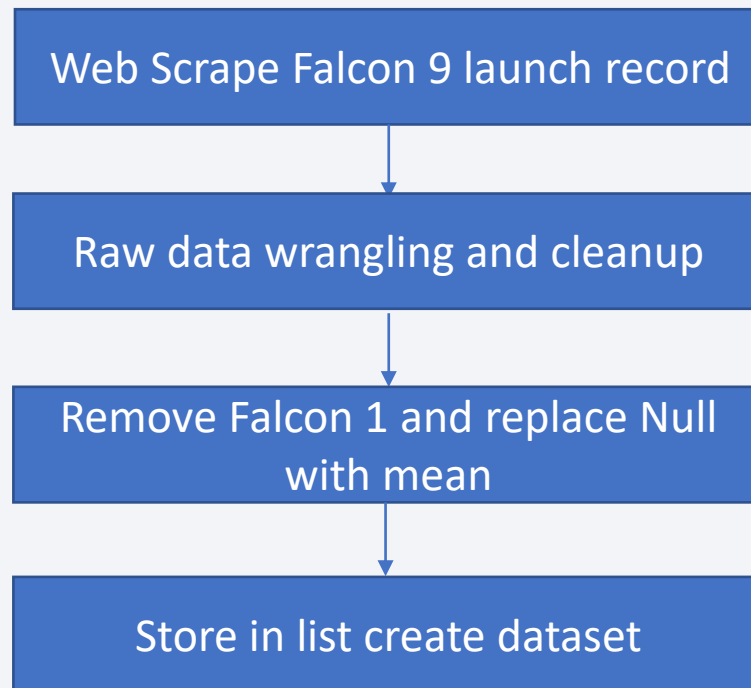 Web Scrape Falcon 9 launch record
Raw data wrangling and cleanup
Remove Falcon 1 and replace Null
with mean
Store in list create dataset